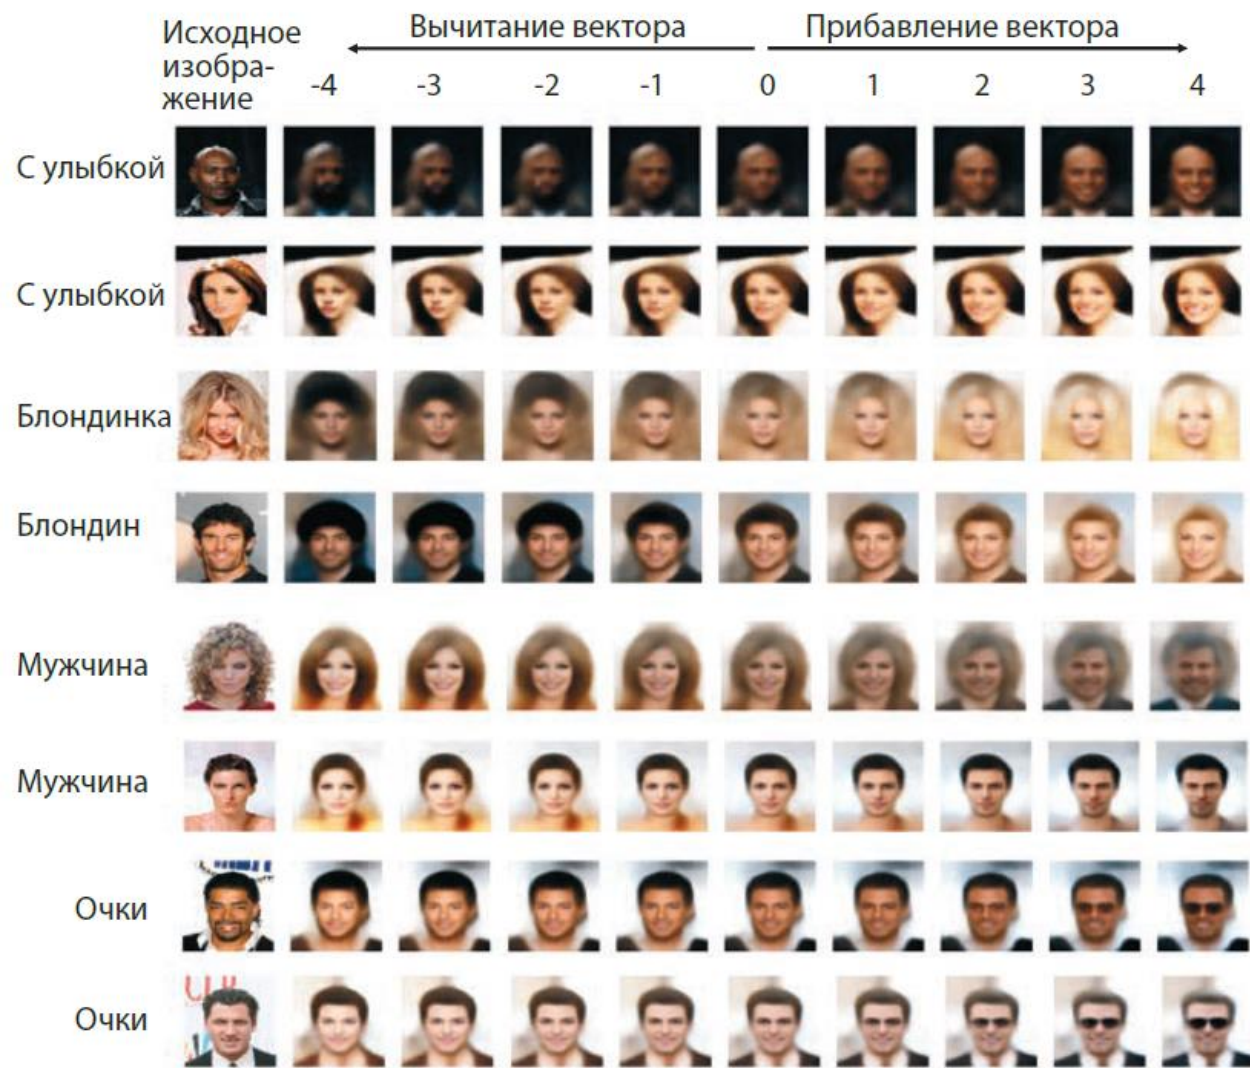 Исходное
изобра-
жение
Вычитание вектора
Прибавление вектора
-4 -3 -2 -1 0 1 2 3 4
С улыбкой
С улыбкой
Блондинка
Блондин
Мужчина
Мужчина
Очки
Очки